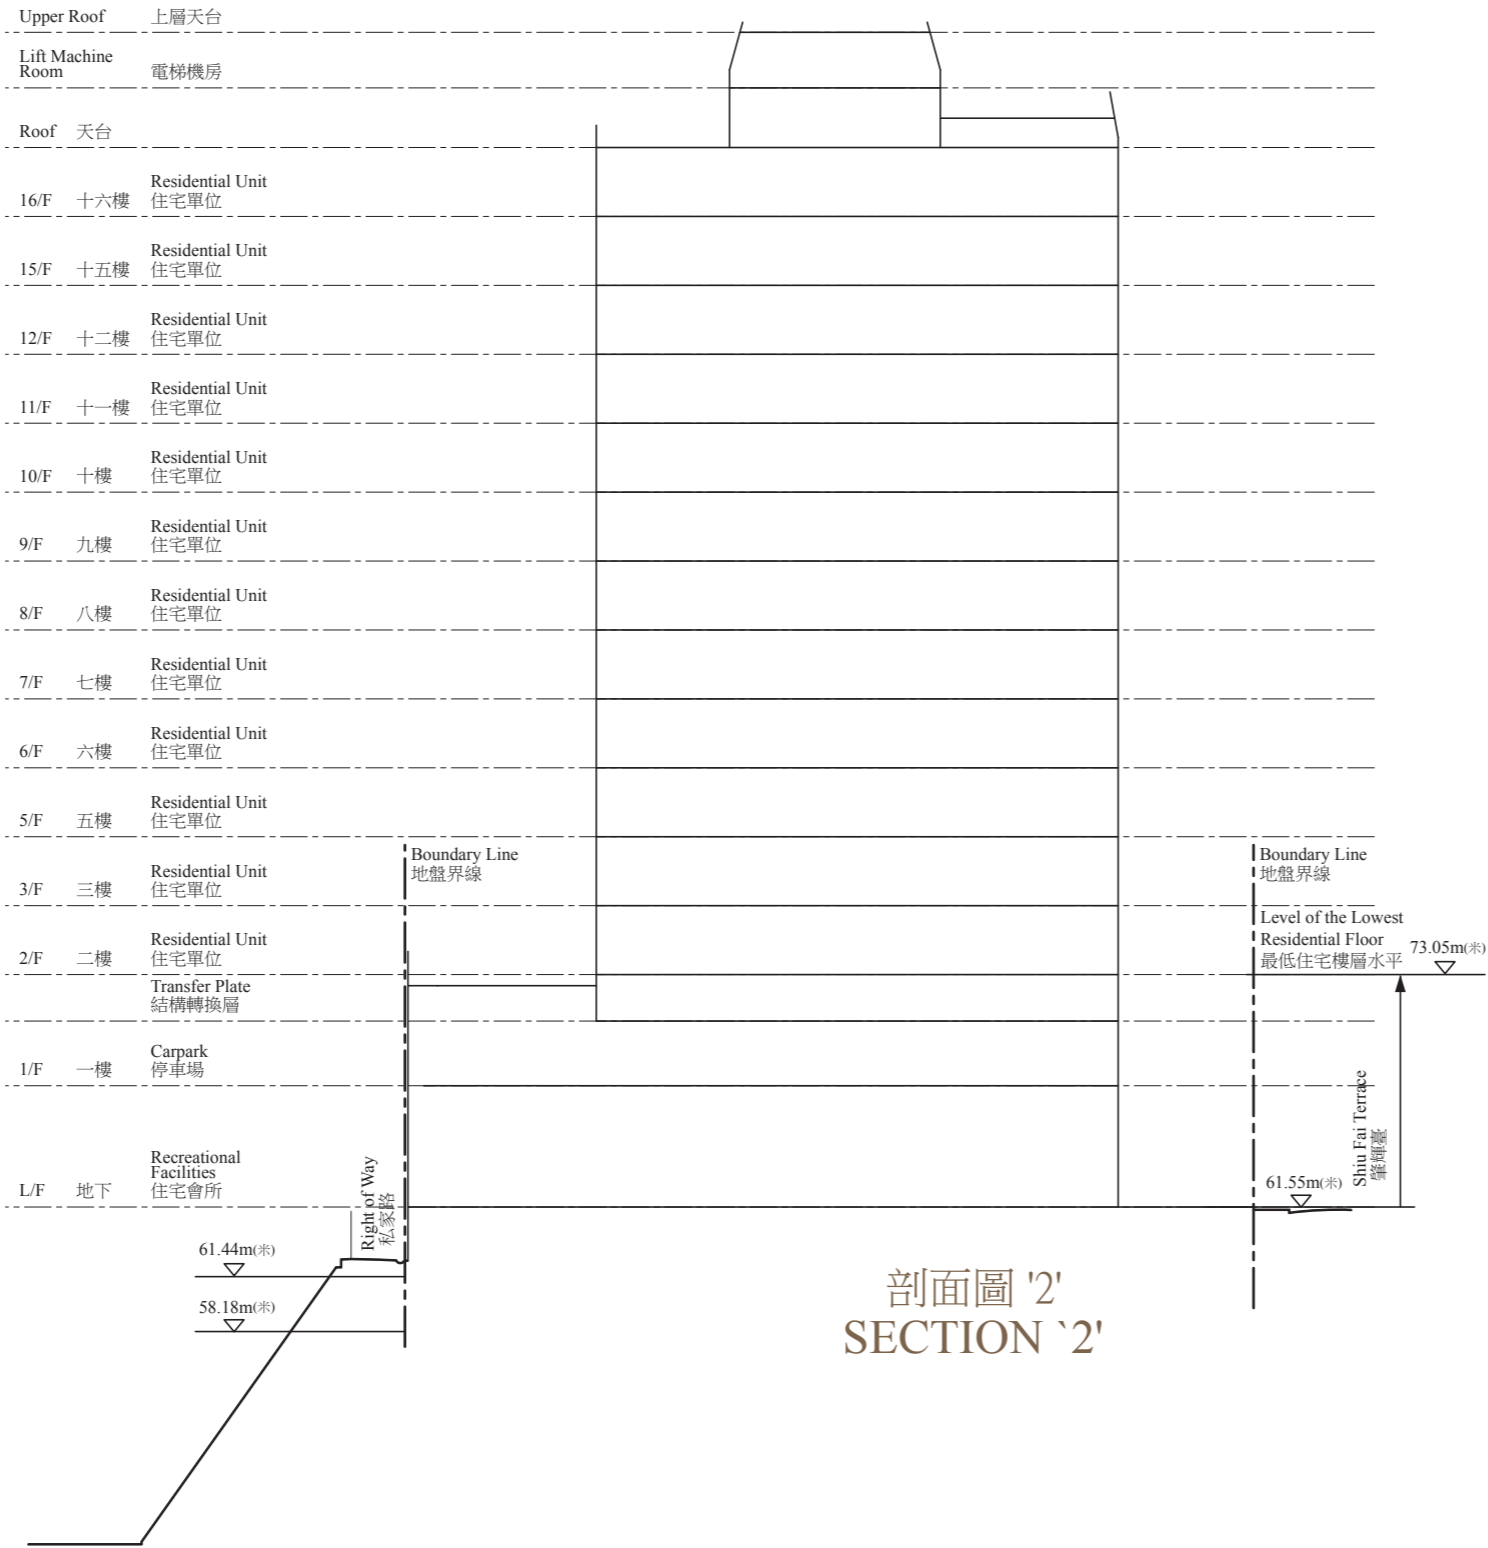 Upper Roof 上層天台
Lift Machine
Room 電梯機房
Roof 天台
Residential Unit
16/F 十六樓 住宅單位
Residential Unit
15/F 十五樓 住宅單位
Residential Unit
12/F 十二樓 住宅單位
Residential Unit
11/F 十一樓 住宅單位
Residential Unit
10/F 十樓 住宅單位
Residential Unit
9/F 九樓 住宅單位
Residential Unit
8/F 八樓 住宅單位
Residential Unit
7/F 七樓 住宅單位
Residential Unit
6/F 六樓 住宅單位
Residential Unit
5/F 五樓 住宅單位
Boundary Line
地盤界線
Boundary Line
地盤界線
Residential Unit
3/F 三樓 住宅單位
Level of the Lowest
Residential Floor
最低住宅樓層水平
73.05m(米)
Residential Unit
2/F 二樓 住宅單位
Transfer Plate
結構轉換層
Carpark
1/F 一樓 停車場
Shiu Fai Terrace
肇輝臺
Recreational
Facilities
L/F 地下 住宅會所
Right of Way
私家路
61.55m(米)
61.44m(米)
58.18m(米)
剖面圖 '2'
SECTION `2'